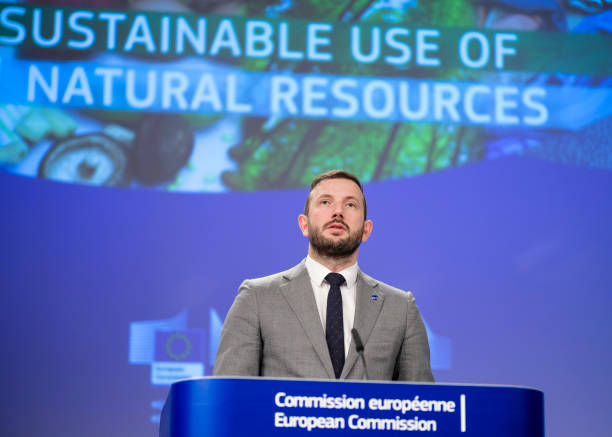 SUSTAINABLE USE OF
NATURAL RESOURCES
Commission européenne
European Commission